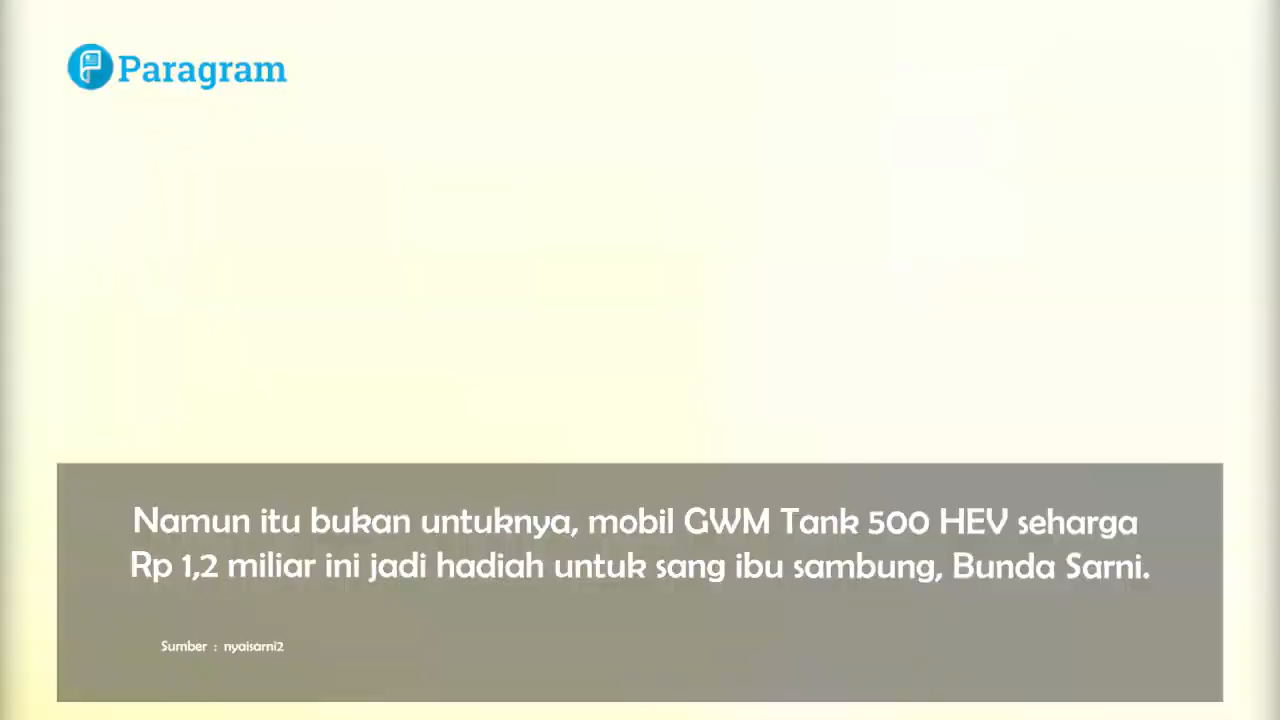 Paragram
Namun itu bukan untuknya, mobil GWM Tank 500 HEV seharga
Rp 1,2 miliar ini jadi hadiah untuk sang ibu sambung, Bunda Sarni.
Sumber : nyaisarni2